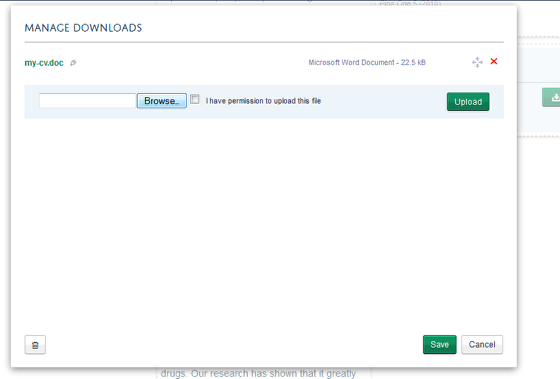 MANAGE DOWNLOADS
my-cv.doc Microsoft Word Document - 22.5 kB
Browse.. I have permission to upload this file Upload
Save Cancel
drugs. Our research has shown that it greatly